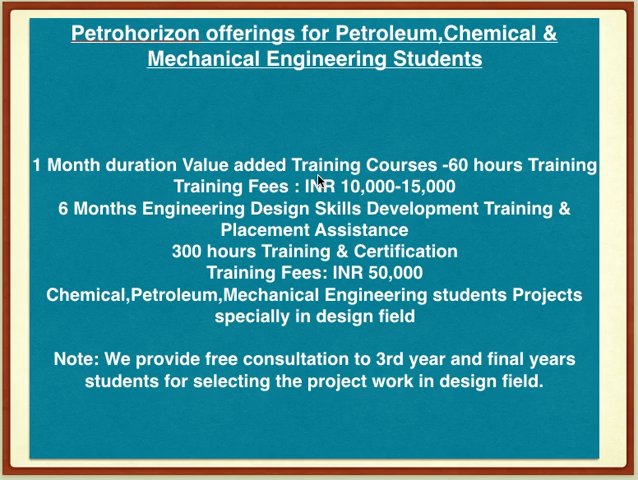 Petrohorizon offerings for Petroleum,Chemical &
Mechanical Engineering Students
1 Month duration Value added Training Courses -60 hours Training
Training Fees : INR 10,000-15,000
6 Months Engineering Design Skills Development Training &
Placement Assistance
300 hours Training & Certification
Training Fees: INR 50,000
Chemical,Petroleum,Mechanical Engineering students Projects
specially in design field
Note: We provide free consultation to 3rd year and final years
students for selecting the project work in design field.